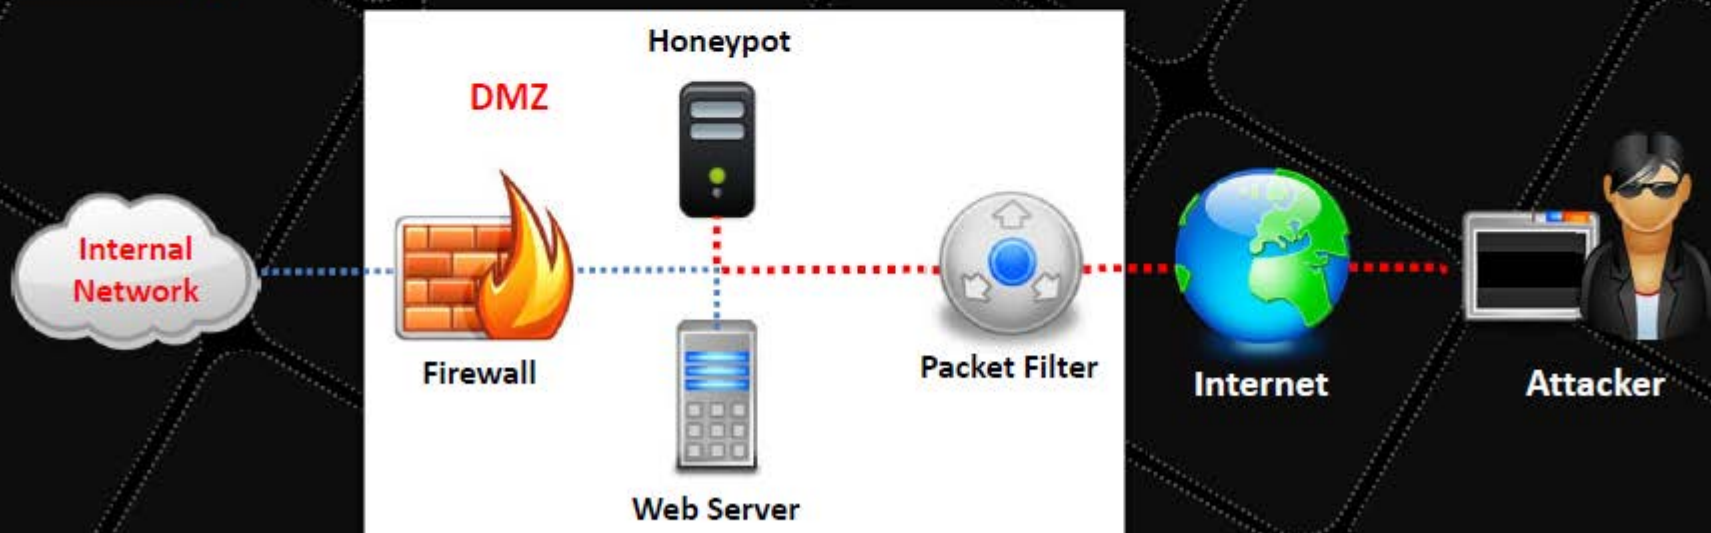 Honeypot
DMZ
Internal
Network
Firewall
Packet Filter
Internet
Attacker
Web Server